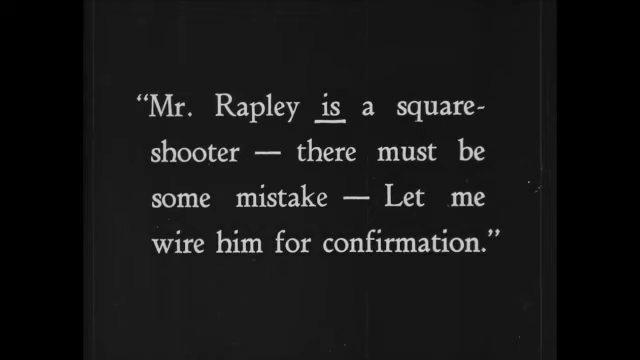 “Mr. Rapley is a square-
shooter — there must be
some mistake — Let me
wire him for confirmation.”